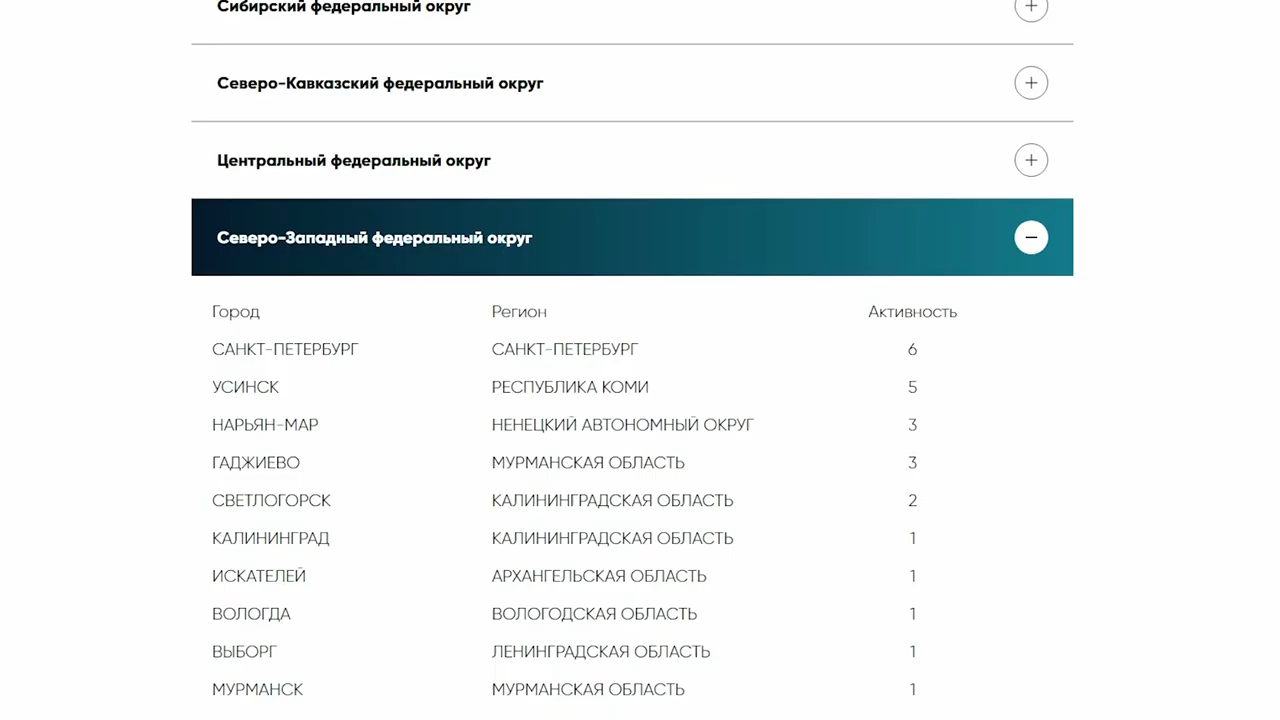 Сибирский федеральный округ
Северо-Кавказский федеральный округ
Центральный федеральный округ
Северо-Западный федеральный округ
Город Регион Активность
САНКТ-ПЕТЕРБУРГ САНКТ-ПЕТЕРБУРГ 6
УСИНСК РЕСПУБЛИКА КОМИ 5
НАРЬЯН-МАР НЕНЕЦКИЙ АВТОНОМНЫЙ ОКРУГ 3
ГАДЖИЕВО МУРМАНСКАЯ ОБЛАСТЬ 3
СВЕТЛОГОРСК КАЛИНИНГРАДСКАЯ ОБЛАСТЬ 2
КАЛИНИНГРАД КАЛИНИНГРАДСКАЯ ОБЛАСТЬ 1
ИСКАТЕЛЕЙ АРХАНГЕЛЬСКАЯ ОБЛАСТЬ 1
ВОЛОГДА ВОЛОГОДСКАЯ ОБЛАСТЬ 1
ВЫБОРГ ЛЕНИНГРАДСКАЯ ОБЛАСТЬ 1
МУРМАНСК МУРМАНСКАЯ ОБЛАСТЬ 1